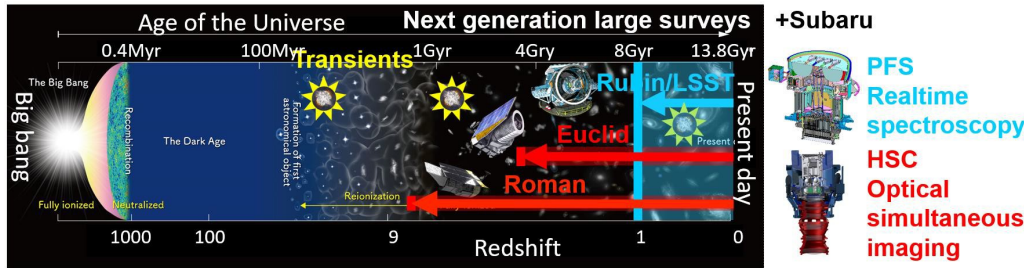 Age of the Universe
Next generation large surveys
+Subaru
0.4Myr
100Myr
1Gyr
4Gry
8Gyr
13.8Gyr
Transients
Big bang
The Big Bang
Recombination
The Dark Age
Formation of first
astronomical object
Rubin/LSST
Euclid
Roman
Present
Present day
Fully ionized
Neutralized
Reionization
1000
100
9
1
0
Redshift
PFS
Realtime
spectroscopy
HSC
Optical
simultaneous
imaging